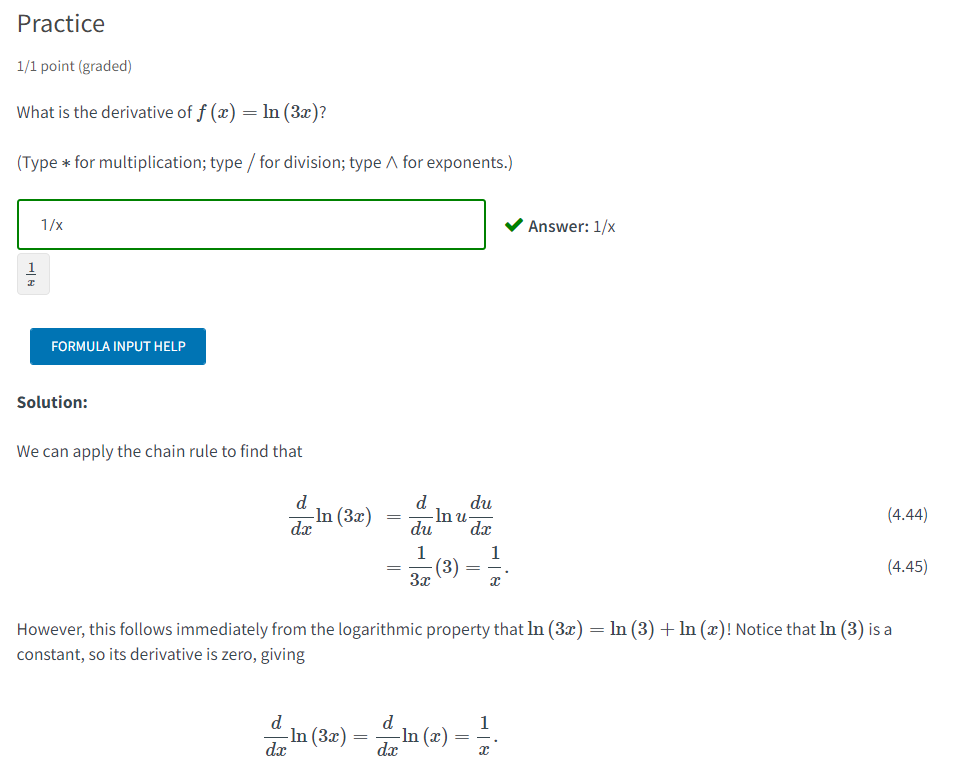 Practice
1/1 point (graded)
What is the derivative of f (x) = ln (3x)?
(Type * for multiplication; type / for division; type ∧ for exponents.)
1/x
✔ Answer: 1/x
1/x
FORMULA INPUT HELP
Solution:
We can apply the chain rule to find that
d/dx ln (3x) = d/du ln u du/dx (4.44)
= 1/3x (3) = 1/x. (4.45)
However, this follows immediately from the logarithmic property that ln (3x) = ln (3) + ln (x)! Notice that ln (3) is a
constant, so its derivative is zero, giving
d/dx ln (3x) = d/dx ln (x) = 1/x.